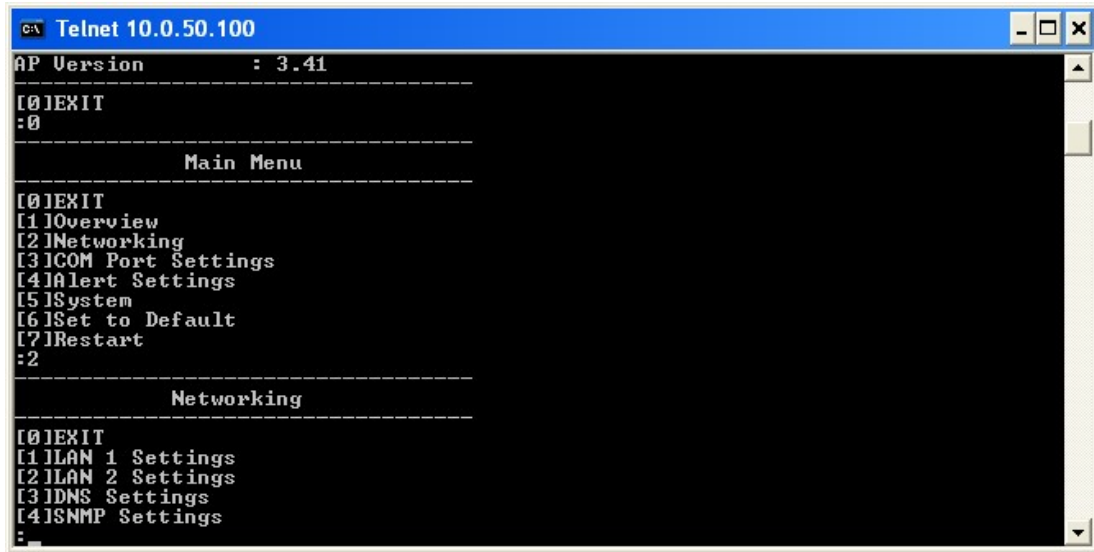 Telnet 10.0.50.100
AP Version : 3.41
----------------------------------
[0]EXIT
:0
----------------------------------
Main Menu
----------------------------------
[0]EXIT
[1]Overview
[2]Networking
[3]COM Port Settings
[4]Alert Settings
[5]System
[6]Set to Default
[7]Restart
:2
----------------------------------
Networking
----------------------------------
[0]EXIT
[1]LAN 1 Settings
[2]LAN 2 Settings
[3]DNS Settings
[4]SNMP Settings
:_